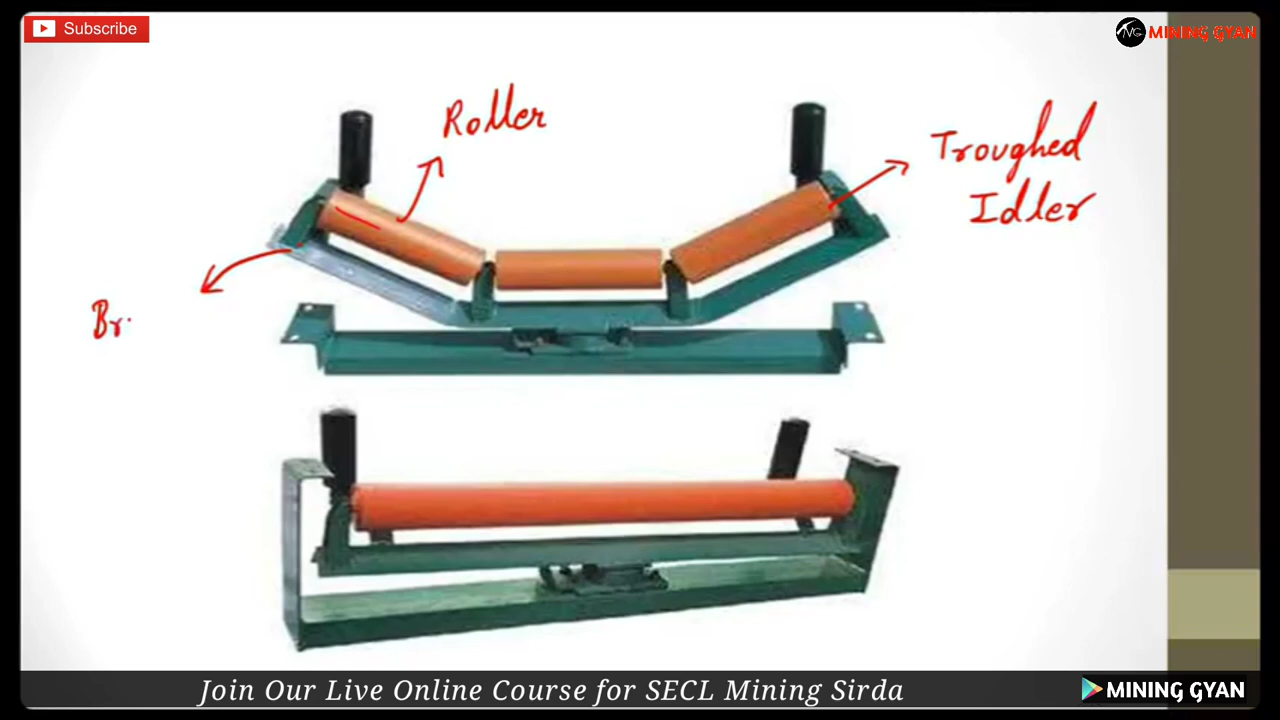 Subscribe
MINING GYAN
Roller
Troughed
Idler
Br.
Join Our Live Online Course for SECL Mining Sirda
MINING GYAN